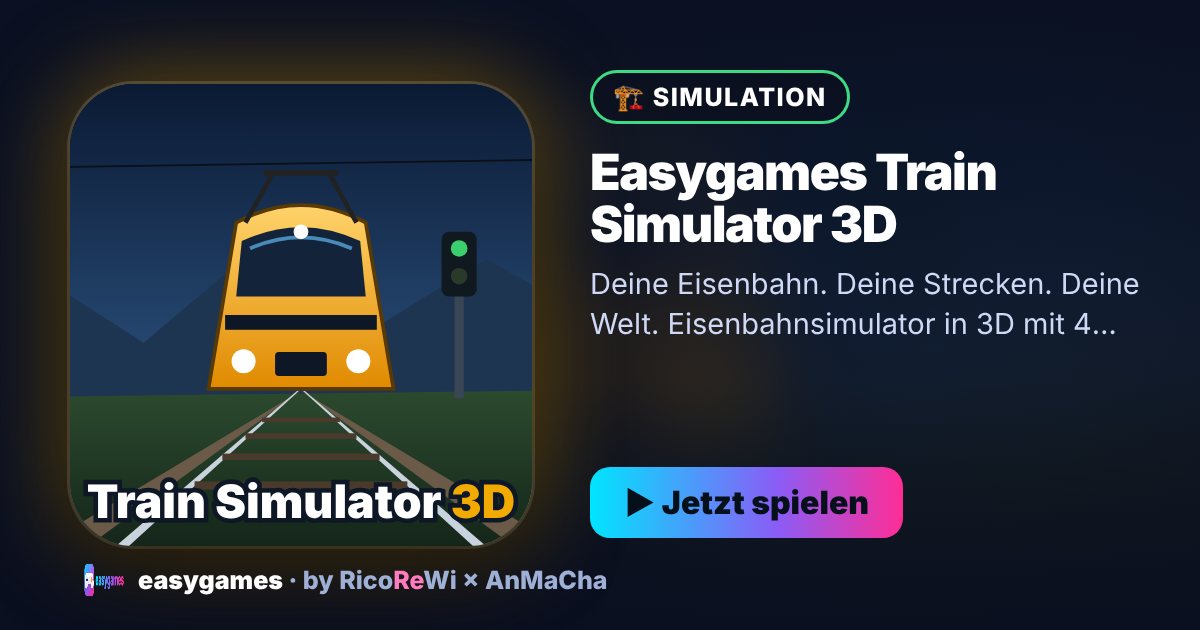 SIMULATION
Easygames Train
Simulator 3D
Deine Eisenbahn. Deine Strecken. Deine
Welt. Eisenbahnsimulator in 3D mit 4...
Train Simulator 3D
▶ Jetzt spielen
easygames
easygames · by RicoReWi × AnMaCha